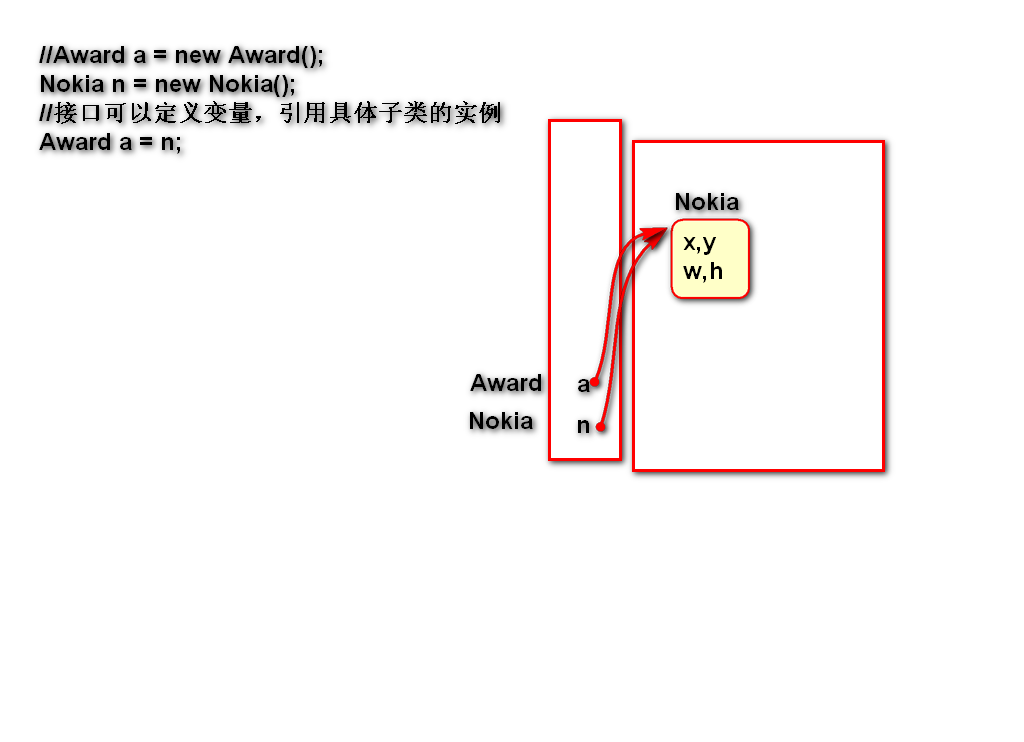 //Award a = new Award();
Nokia n = new Nokia();
//接口可以定义变量，引用具体子类的实例
Award a = n;
Nokia
x,y
w,h
Award a
Nokia n